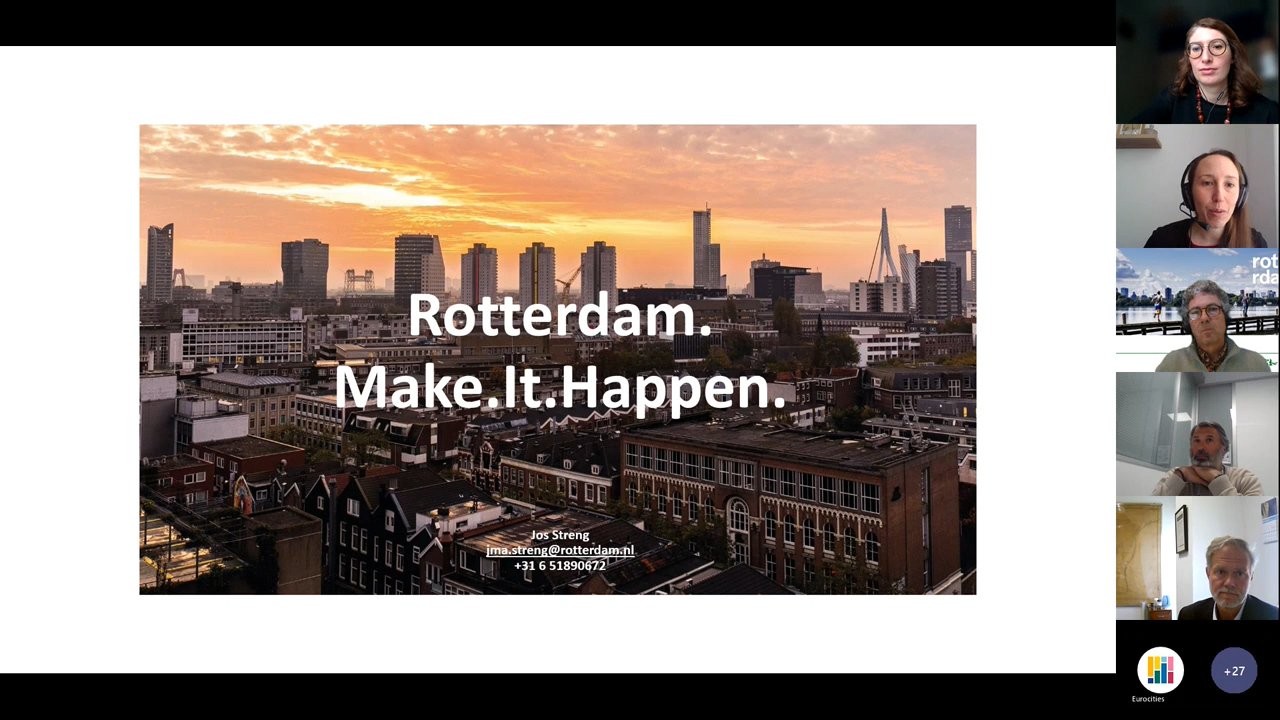 Rotterdam.
Make.It.Happen.
Jos Streng
jma.streng@rotterdam.nl
+31 6 51890672
rot
rda
Eurocities
+27